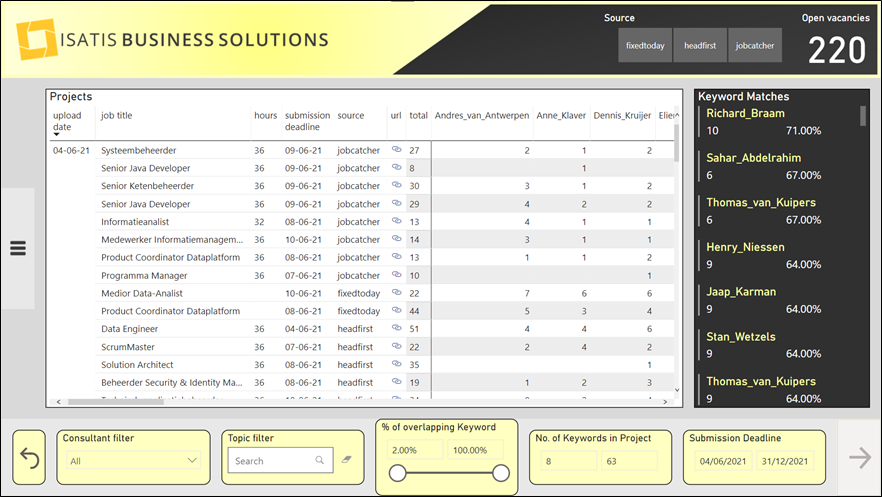 ISATIS BUSINESS SOLUTIONS
Source
fixedtoday headfirst jobcatcher
Open vacancies
220
Projects
upload date job title hours submission deadline source url total Andres_van_Antwerpen Anne_Klaver Dennis_Kruijer
04-06-21 Systeembeheerder 36 09-06-21 jobcatcher 27 2 1 2
Senior Java Developer 36 09-06-21 jobcatcher 8 1
Senior Ketenbeheerder 36 09-06-21 jobcatcher 30 3 1 2
Senior Java Developer 36 09-06-21 jobcatcher 29 4 2 2
Informatieanalist 32 08-06-21 jobcatcher 13 4 1 1
Medewerker Informatiemanagem... 36 10-06-21 jobcatcher 14 3 1 1
Product Coordinator Dataplatform 36 08-06-21 jobcatcher 13 1 1 2
Programma Manager 36 07-06-21 jobcatcher 10 1
Medior Data-Analist 10-06-21 fixedtoday 22 7 6 6
Product Coordinator Dataplatform 08-06-21 fixedtoday 44 5 3 4
Data Engineer 36 04-06-21 headfirst 51 4 4 6
ScrumMaster 36 07-06-21 headfirst 22 2 4 2
Solution Architect 36 08-06-21 headfirst 35 1
Beheerder Security & Identity Ma... 36 08-06-21 headfirst 19 1 2 3
Keyword Matches
Richard_Braam
10 71.00%
Sahar_Abdelrahim
6 67.00%
Thomas_van_Kuipers
6 67.00%
Henry_Niessen
9 64.00%
Jaap_Karman
9 64.00%
Stan_Wetzels
9 64.00%
Thomas_van_Kuipers
9 64.00%
Consultant filter
All
Topic filter
Search
% of overlapping Keyword
2.00% 100.00%
No. of Keywords in Project
8 63
Submission Deadline
04/06/2021 31/12/2021